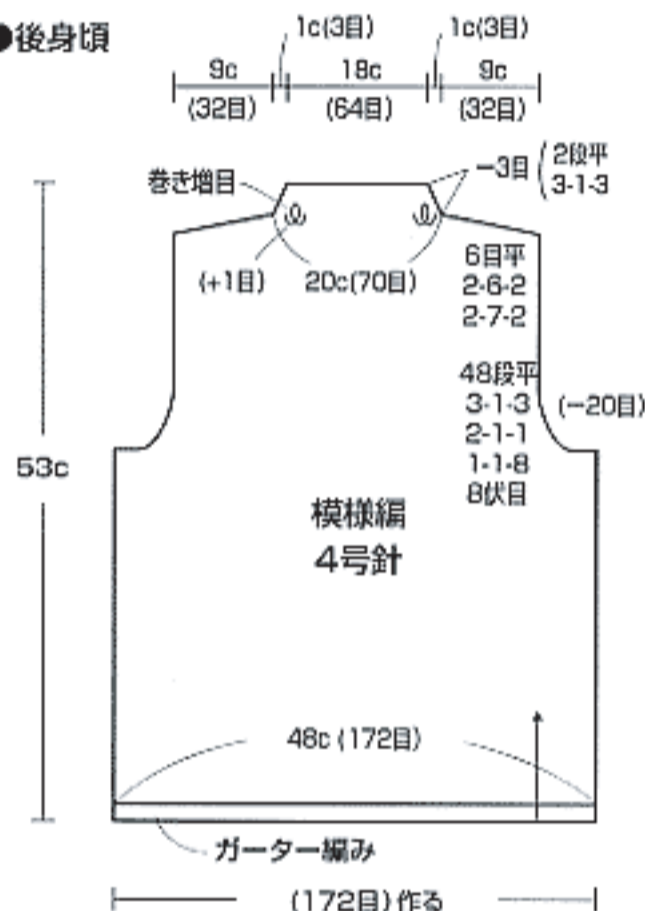 ●後身頃
1c(3目)
1c(3目)
9c
18c
9c
(32目)
(64目)
(32目)
巻き増目
−3目
2段平
3-1-3
(+1目)
20c(70目)
6目平
2-6-2
2-7-2
48段平
3-1-3
2-1-1
1-1-8
8伏目
(−20目)
53c
模様編
4号針
48c (172目)
ガーター編み
(172目)作る